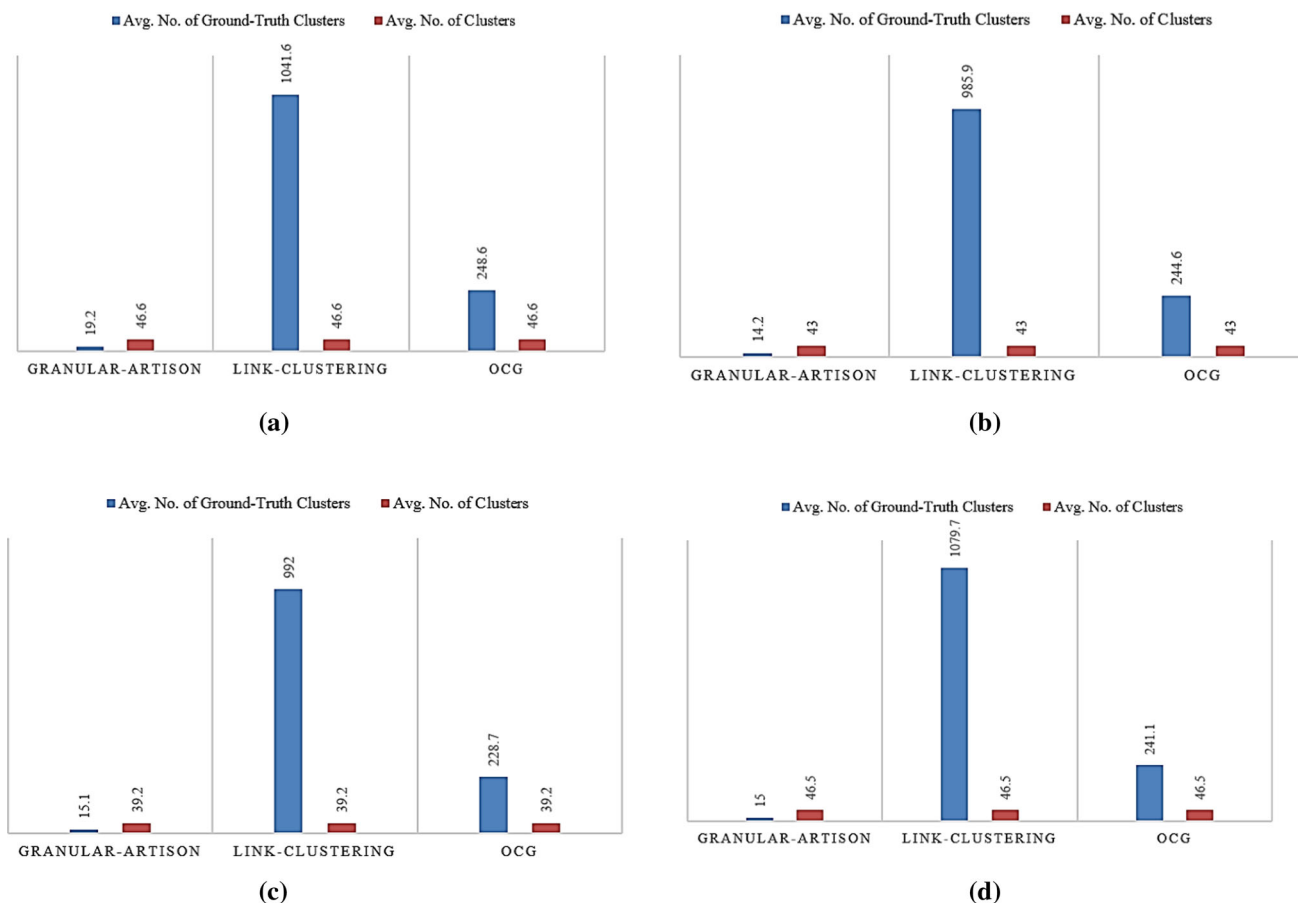 Avg. No. of Ground-Truth Clusters Avg. No. of Clusters
19.2 46.6 1041.6 46.6 248.6 46.6
GRANULAR-ARTISON LINK-CLUSTERING OCG
(a)
Avg. No. of Ground-Truth Clusters Avg. No. of Clusters
14.2 43 985.9 43 244.6 43
GRANULAR-ARTISON LINK-CLUSTERING OCG
(b)
Avg. No. of Ground-Truth Clusters Avg. No. of Clusters
15.1 39.2 992 39.2 228.7 39.2
GRANULAR-ARTISON LINK-CLUSTERING OCG
(c)
Avg. No. of Ground-Truth Clusters Avg. No. of Clusters
15 46.5 1079.7 46.5 241.1 46.5
GRANULAR-ARTISON LINK-CLUSTERING OCG
(d)